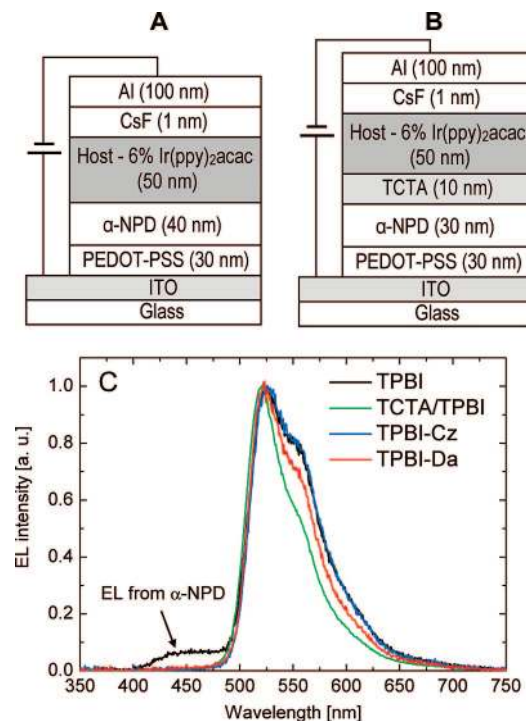 A
Al (100 nm)
CsF (1 nm)
Host - 6% Ir(ppy)₂acac
(50 nm)
α-NPD (40 nm)
PEDOT-PSS (30 nm)
ITO
Glass
B
Al (100 nm)
CsF (1 nm)
Host - 6% Ir(ppy)₂acac
(50 nm)
TCTA (10 nm)
α-NPD (30 nm)
PEDOT-PSS (30 nm)
ITO
Glass
C
TPBI
TCTA/TPBI
TPBI-Cz
TPBI-Da
EL from α-NPD
EL intensity [a. u.]
1.0
0.8
0.6
0.4
0.2
0.0
350 400 450 500 550 600 650 700 750
Wavelength [nm]